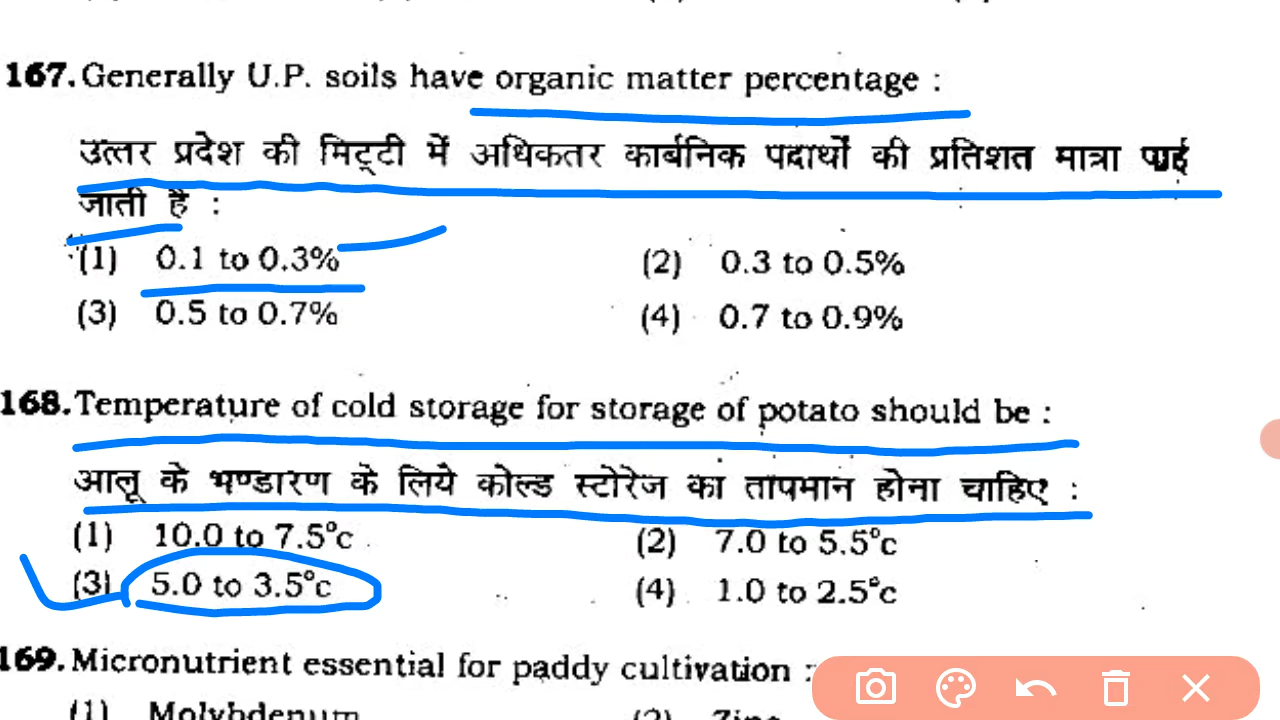 167. Generally U.P. soils have organic matter percentage :
उत्तर प्रदेश की मिट्टी में अधिकतर कार्बनिक पदार्थों की प्रतिशत मात्रा पाई
जाती है :
(1) 0.1 to 0.3% (2) 0.3 to 0.5%
(3) 0.5 to 0.7% (4) 0.7 to 0.9%
168. Temperature of cold storage for storage of potato should be :
आलू के भण्डारण के लिये कोल्ड स्टोरेज का तापमान होना चाहिए :
(1) 10.0 to 7.5°c (2) 7.0 to 5.5°c
(3) 5.0 to 3.5°c (4) 1.0 to 2.5°c
169. Micronutrient essential for paddy cultivation :
(1) Molybdenum (2) Zinc